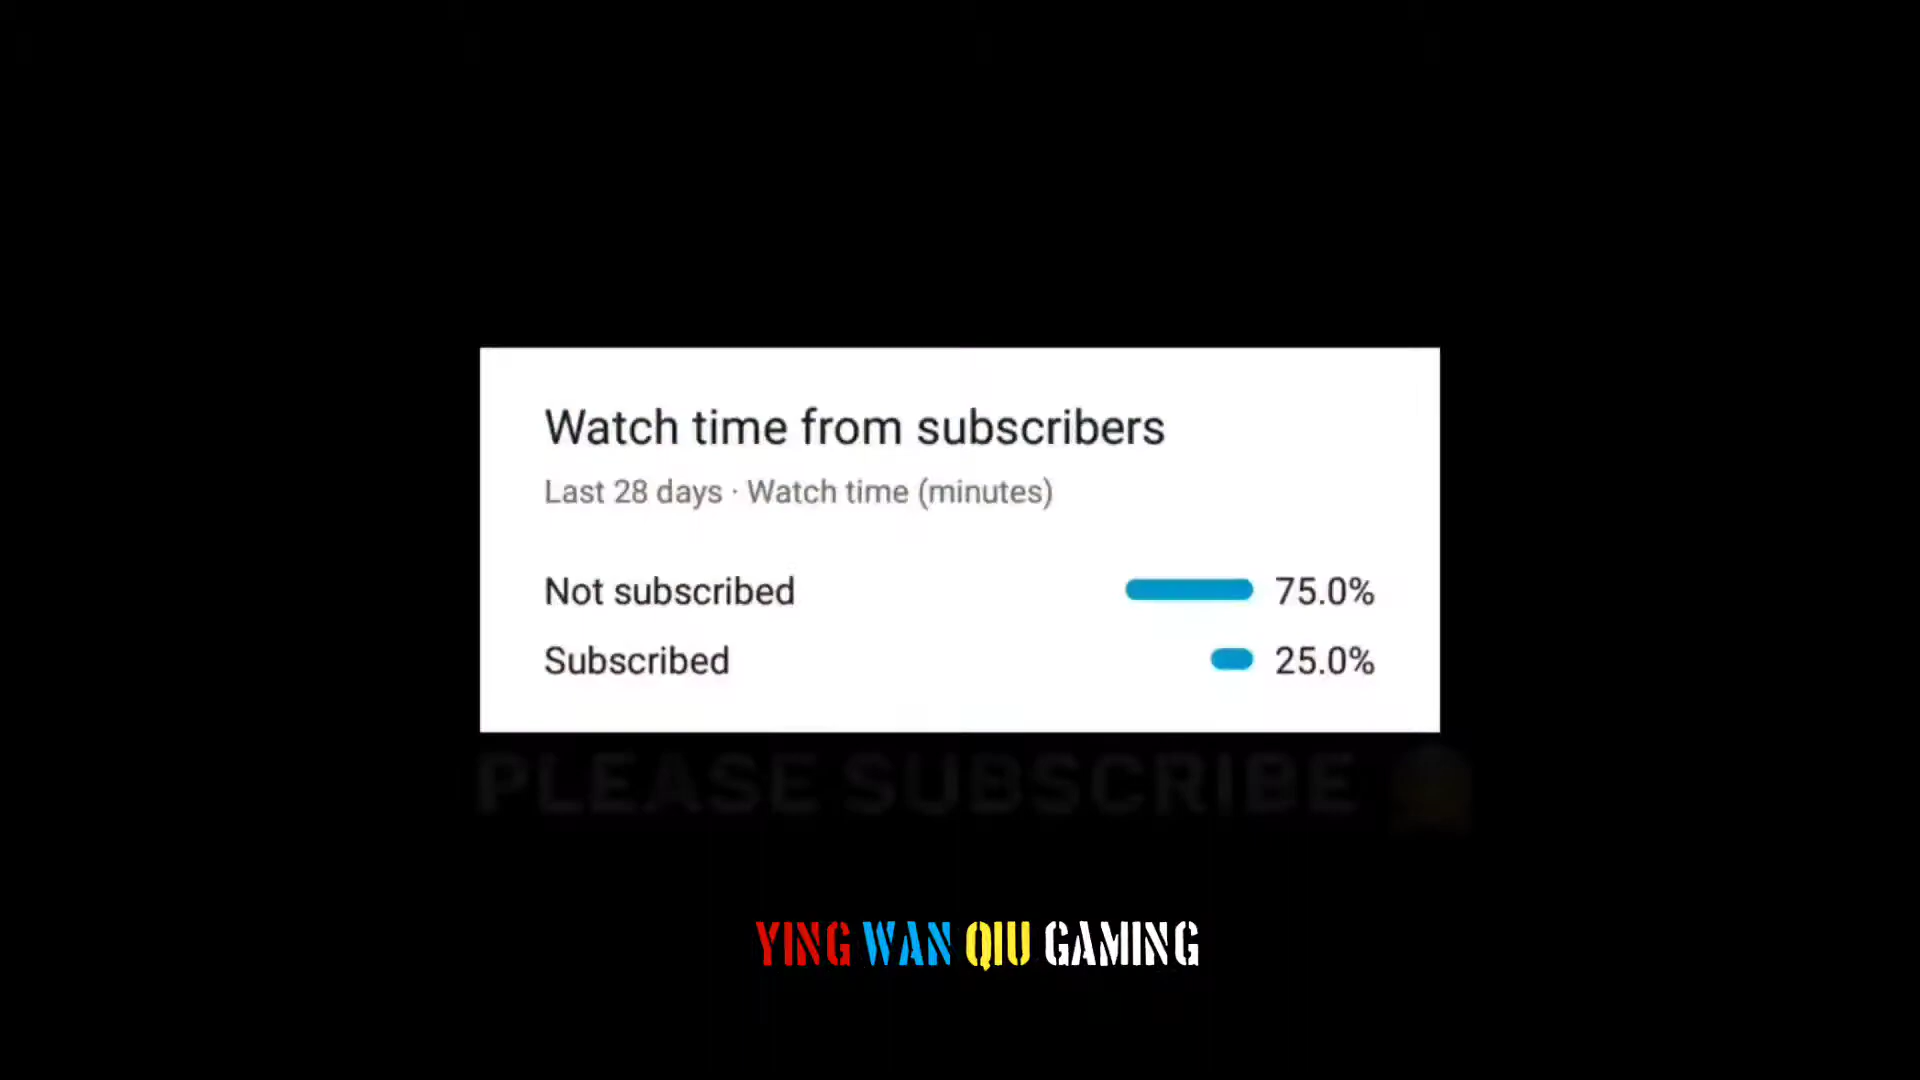 Watch time from subscribers
Last 28 days · Watch time (minutes)
Not subscribed 75.0%
Subscribed 25.0%
PLEASE SUBSCRIBE
YING WAN QIU GAMING